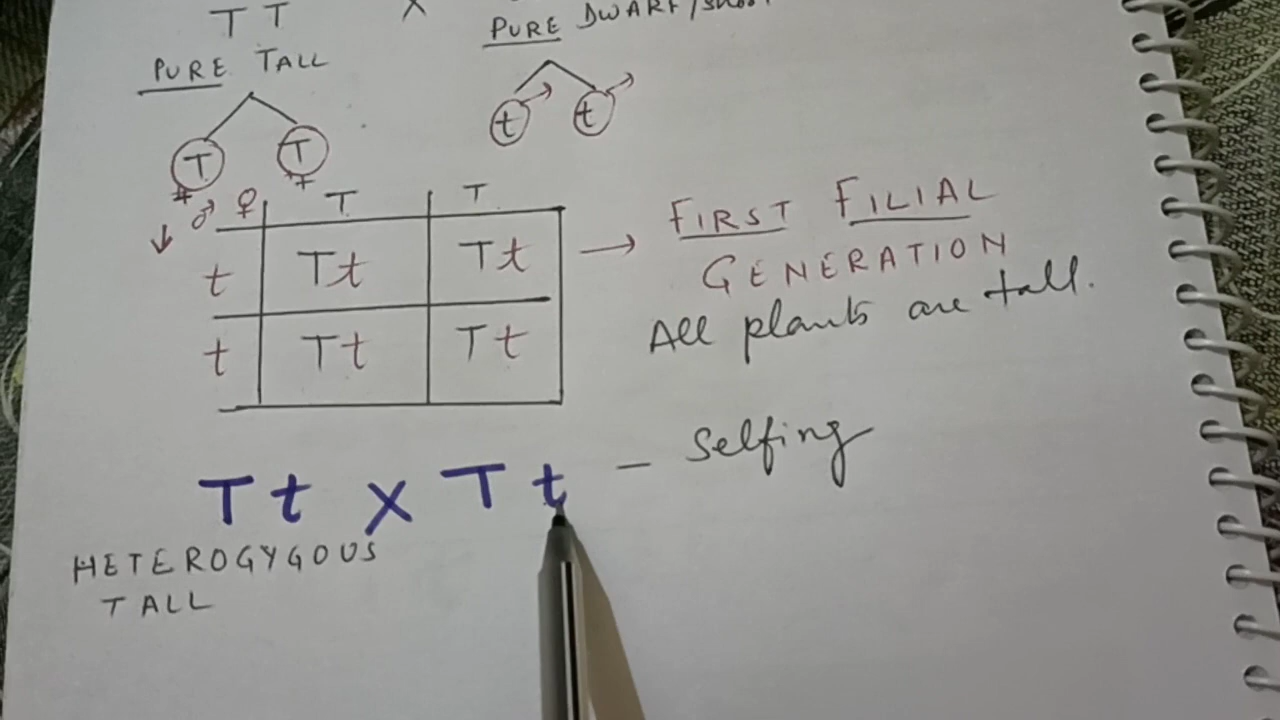 T T X
PURE DWARF/
PURE TALL
T T t t
♂ ♀ T T
t Tt Tt
t Tt Tt
→ FIRST FILIAL
GENERATION
All plants are tall.
Tt X Tt - Selfing
HETEROGYGOUS
TALL